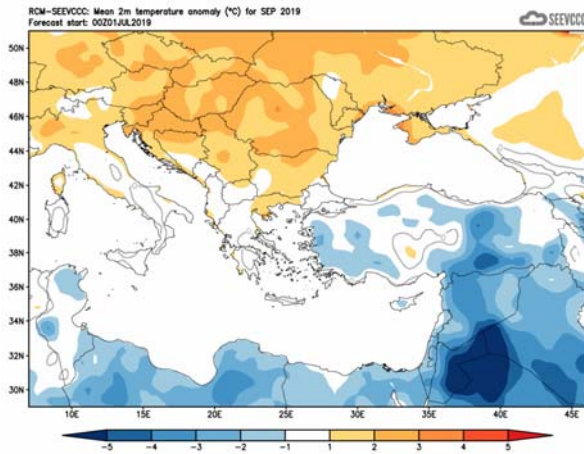 RCM-SEEVCCC: Mean 2m temperature anomaly (°C) for SEP 2019
Forecast start: 00Z01JUL2019
SEEVCCC
50N
48N
46N
44N
42N
40N
38N
36N
34N
32N
30N
10E 15E 20E 25E 30E 35E 40E 45E
-5 -4 -3 -2 -1 1 2 3 4 5